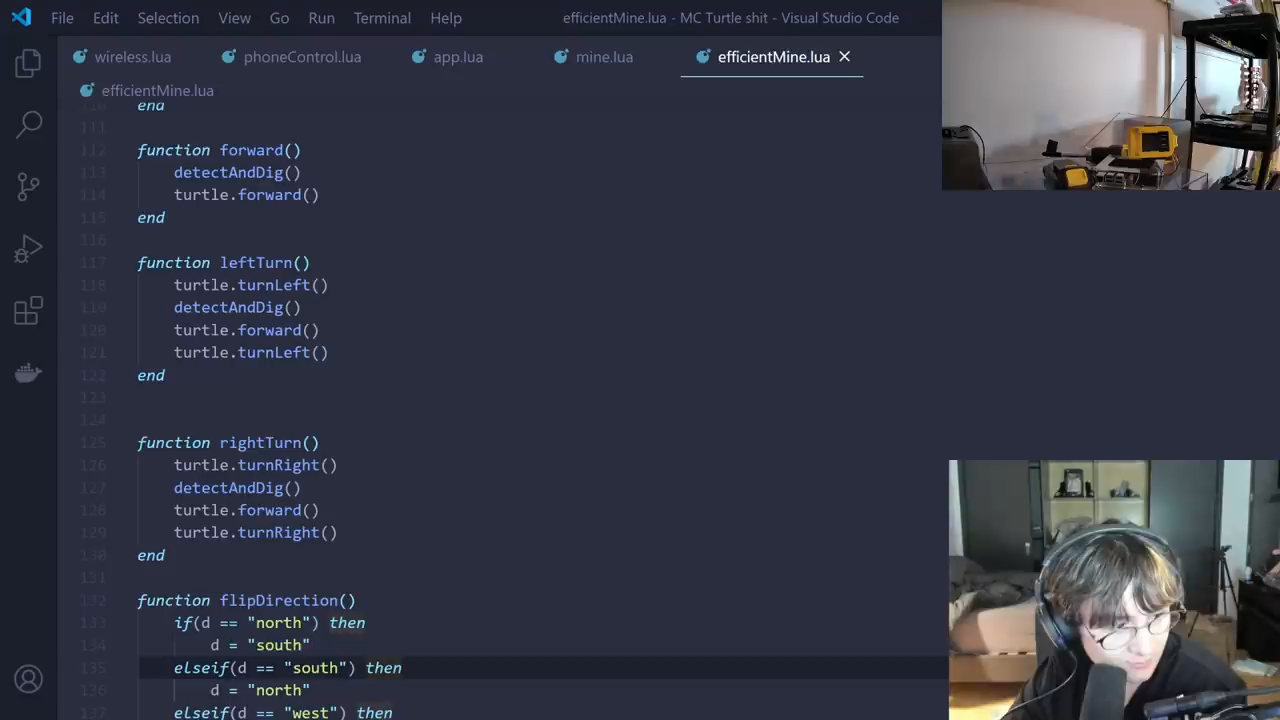 File Edit Selection View Go Run Terminal Help efficientMine.lua - MC Turtle shit - Visual Studio Code
wireless.lua phoneControl.lua app.lua mine.lua efficientMine.lua
efficientMine.lua
110 end
111
112 function forward()
113 detectAndDig()
114 turtle.forward()
115 end
116
117 function leftTurn()
118 turtle.turnLeft()
119 detectAndDig()
120 turtle.forward()
121 turtle.turnLeft()
122 end
123
124
125 function rightTurn()
126 turtle.turnRight()
127 detectAndDig()
128 turtle.forward()
129 turtle.turnRight()
130 end
131
132 function flipDirection()
133 if(d == "north") then
134 d = "south"
135 elseif(d == "south") then
136 d = "north"
137 elseif(d == "west") then